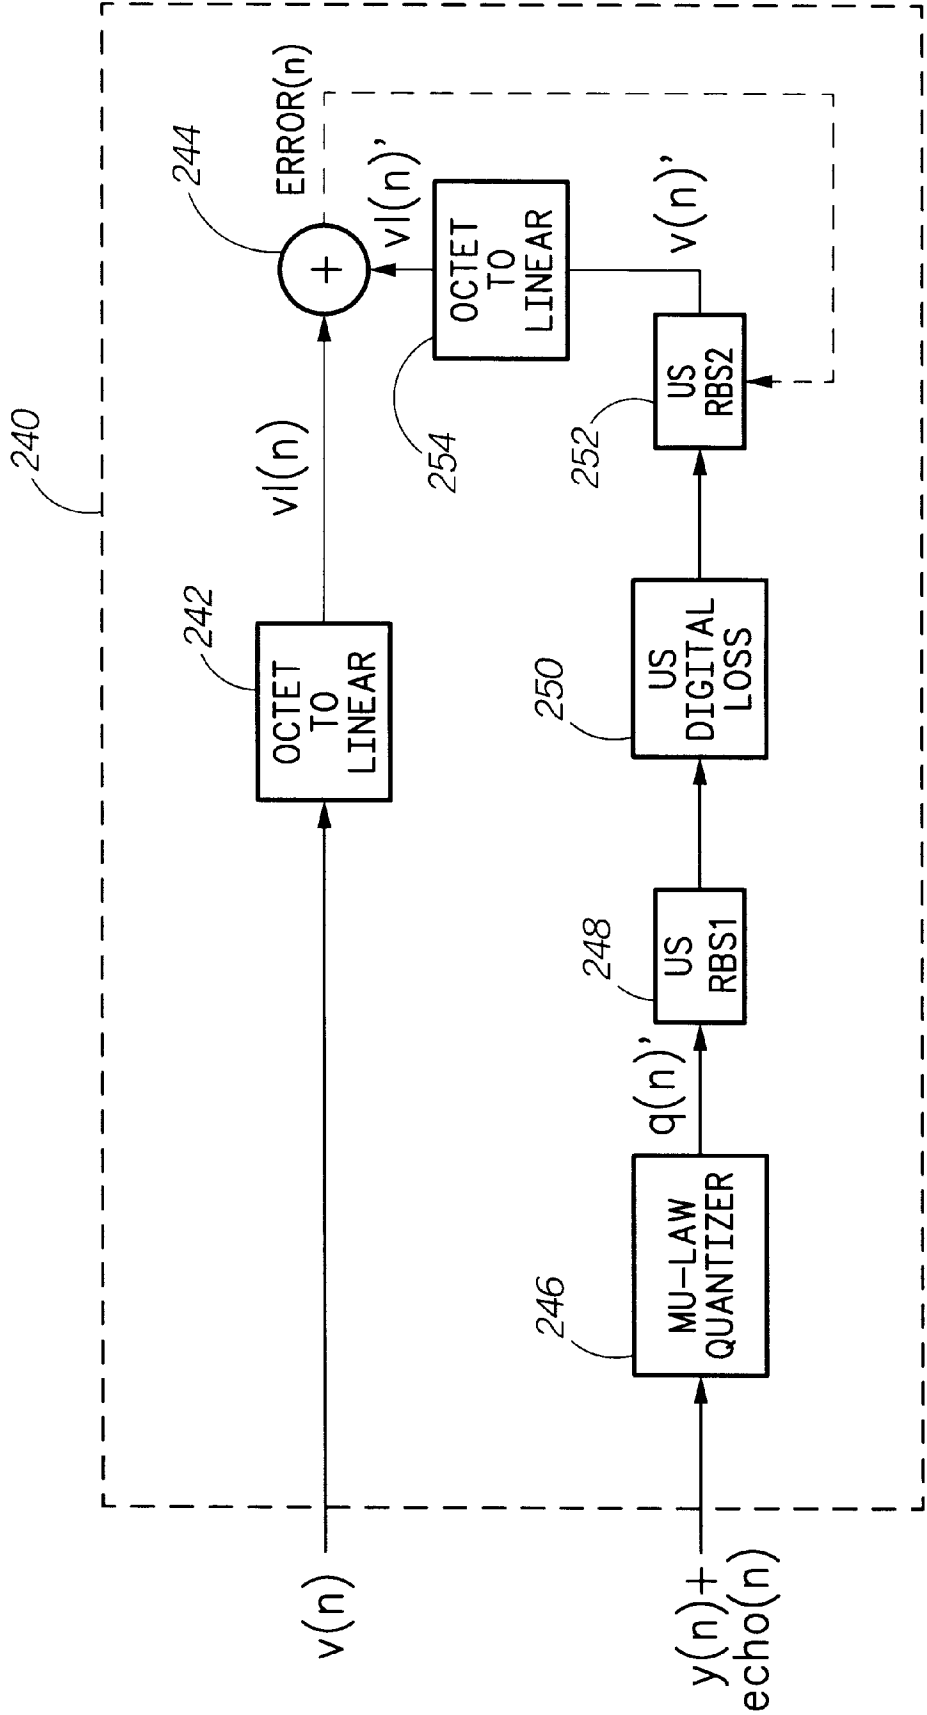 240
v(n)
242
OCTET
TO
LINEAR
vl(n)
244
+
ERROR(n)
vl(n)'
254
OCTET
TO
LINEAR
v(n)'
y(n)+
echo(n)
246
MU-LAW
QUANTIZER
q(n)'
248
US
RBS1
250
US
DIGITAL
LOSS
252
US
RBS2